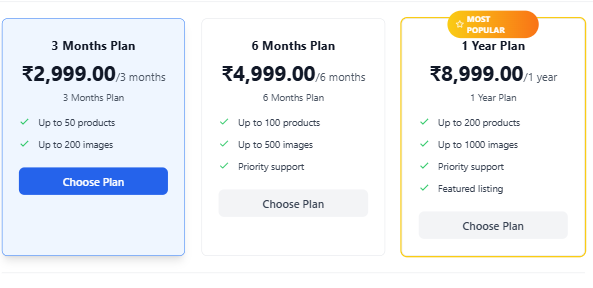 3 Months Plan
₹2,999.00/3 months
3 Months Plan
Up to 50 products
Up to 200 images
Choose Plan
6 Months Plan
₹4,999.00/6 months
6 Months Plan
Up to 100 products
Up to 500 images
Priority support
Choose Plan
MOST
POPULAR
1 Year Plan
₹8,999.00/1 year
1 Year Plan
Up to 200 products
Up to 1000 images
Priority support
Featured listing
Choose Plan